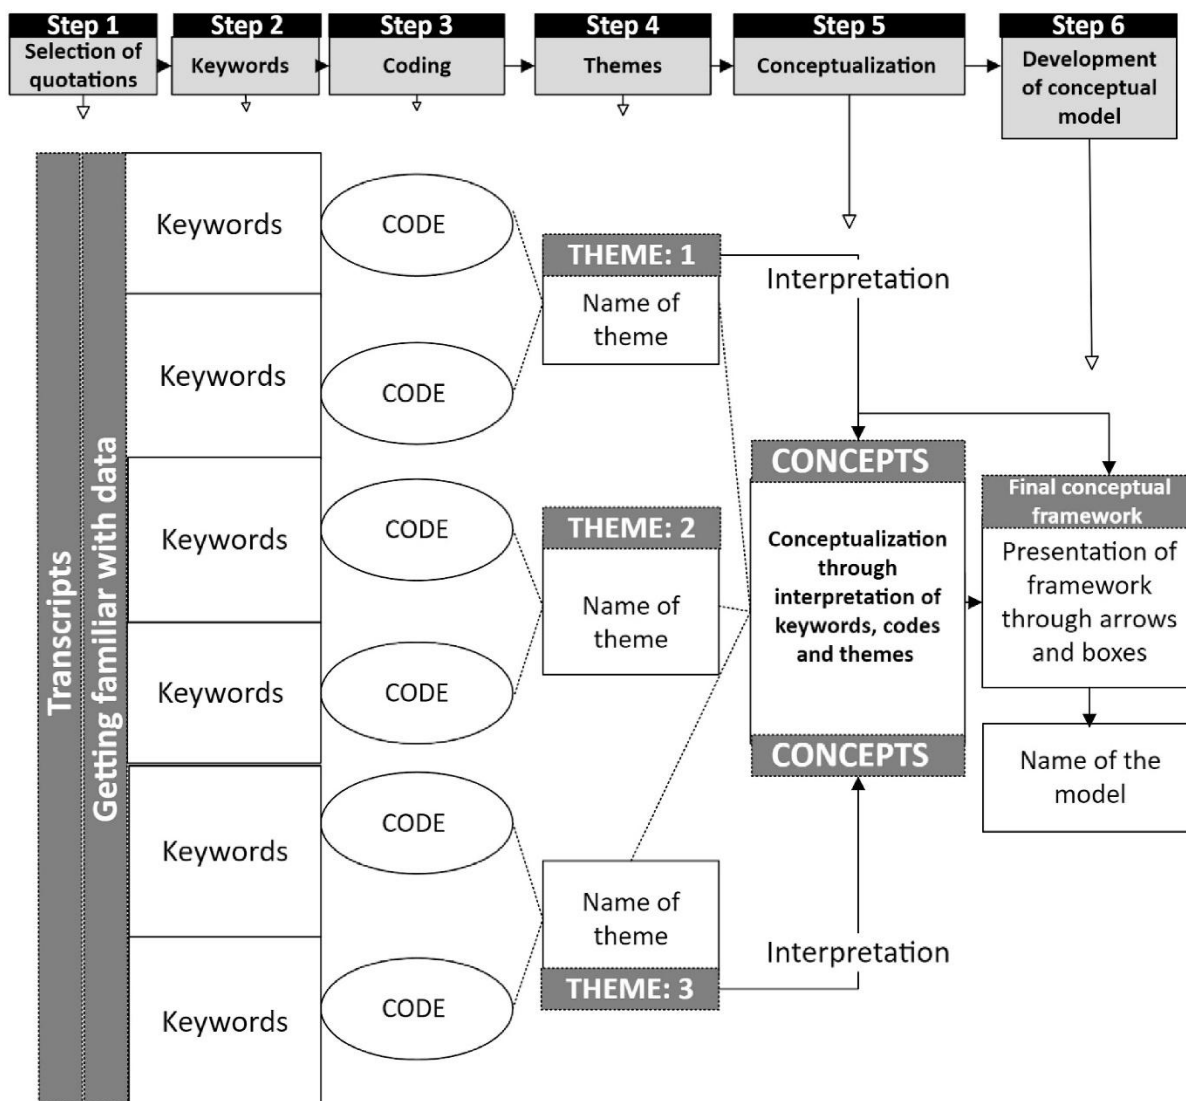 Step 1
Selection of
quotations
Step 2
Keywords
Step 3
Coding
Step 4
Themes
Step 5
Conceptualization
Step 6
Development
of conceptual
model
Transcripts
Getting familiar with data
Keywords
Keywords
Keywords
Keywords
Keywords
Keywords
CODE
CODE
CODE
CODE
CODE
CODE
THEME: 1
Name of
theme
THEME: 2
Name of
theme
Name of
theme
THEME: 3
Interpretation
CONCEPTS
Conceptualization
through
interpretation of
keywords, codes
and themes
CONCEPTS
Interpretation
Final conceptual
framework
Presentation of
framework
through arrows
and boxes
Name of the
model